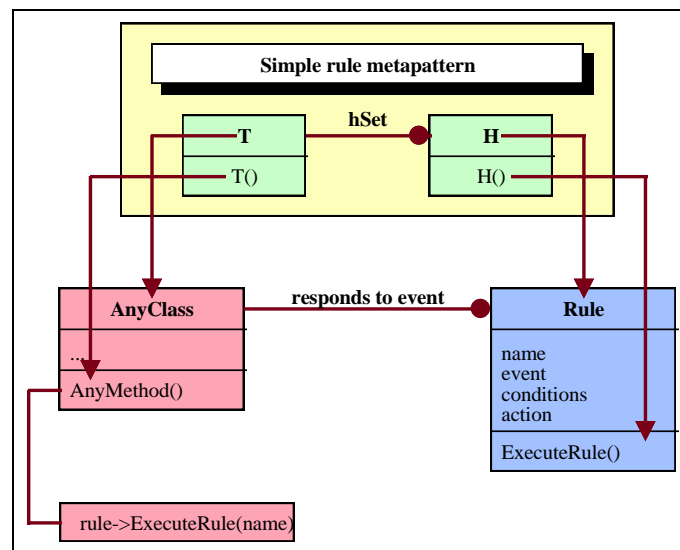 Simple rule metapattern
hSet
T
H
T()
H()
responds to event
AnyClass
Rule
...
name
event
conditions
action
AnyMethod()
ExecuteRule()
rule->ExecuteRule(name)